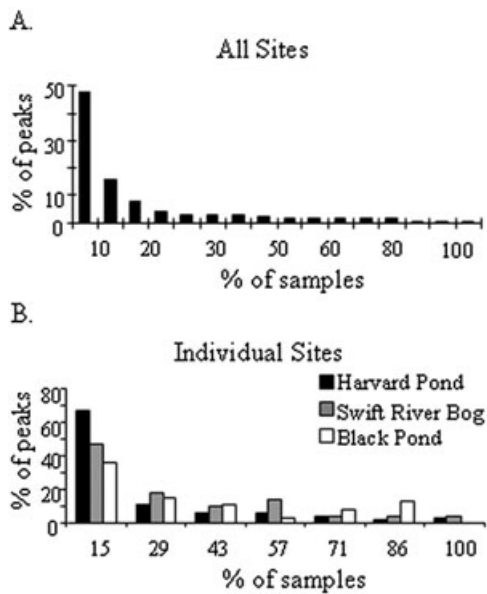 A.
All Sites
% of peaks
50
30
10
0
10 20 30 50 60 80 100
% of samples
B.
Individual Sites
Harvard Pond
Swift River Bog
Black Pond
% of peaks
80
60
40
20
0
15 29 43 57 71 86 100
% of samples